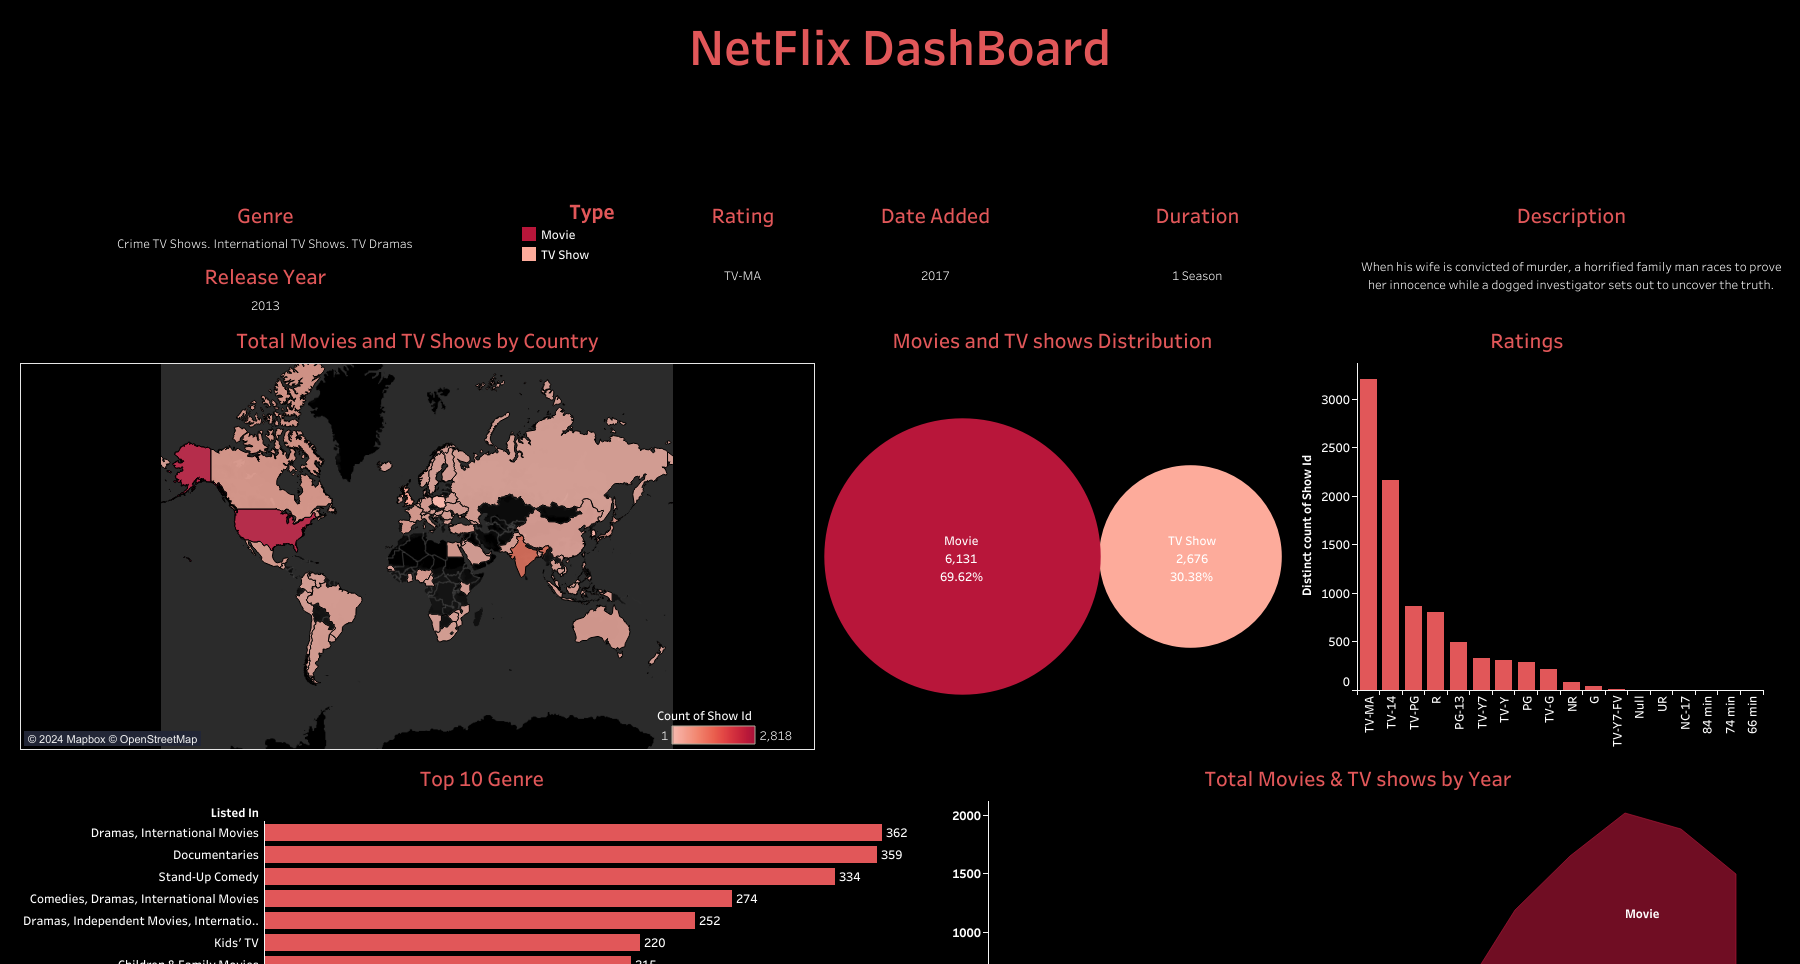 NetFlix DashBoard
Genre
Crime TV Shows. International TV Shows. TV Dramas
Release Year
2013
Type
Movie
TV Show
Rating
TV-MA
Date Added
2017
Duration
1 Season
Description
When his wife is convicted of murder, a horrified family man races to prove
her innocence while a dogged investigator sets out to uncover the truth.
Total Movies and TV Shows by Country
Count of Show Id
1 2,818
© 2024 Mapbox © OpenStreetMap
Movies and TV shows Distribution
Movie
6,131
69.62%
TV Show
2,676
30.38%
Ratings
Distinct count of Show Id
3000
2500
2000
1500
1000
500
0
TV-MA
TV-14
TV-PG
R
PG-13
TV-Y7
TV-Y
PG
TV-G
NR
G
TV-Y7-FV
Null
UR
NC-17
84 min
74 min
66 min
Top 10 Genre
Listed In
Dramas, International Movies 362
Documentaries 359
Stand-Up Comedy 334
Comedies, Dramas, International Movies 274
Dramas, Independent Movies, Internatio.. 252
Kids' TV 220
Children & Family Movies 215
Total Movies & TV shows by Year
2000
1500
1000
Movie